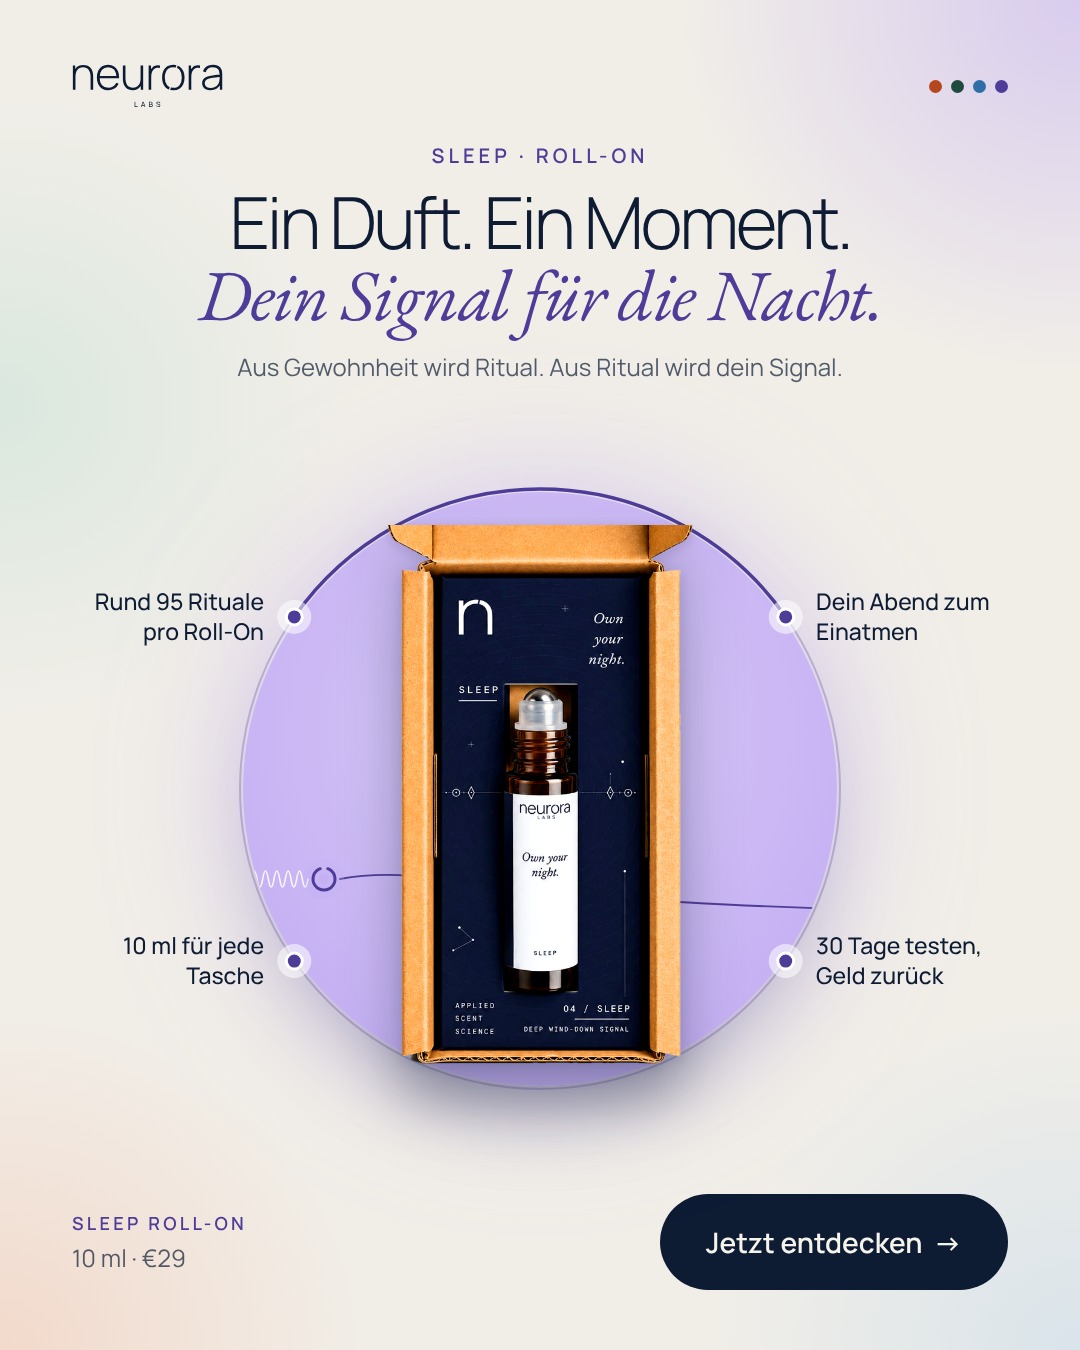 neurora
LABS
SLEEP · ROLL-ON
Ein Duft. Ein Moment.
Dein Signal für die Nacht.
Aus Gewohnheit wird Ritual. Aus Ritual wird dein Signal.
Rund 95 Rituale
pro Roll-On
Dein Abend zum
Einatmen
n
Own
your
night.
SLEEP
neurora
LABS
Own your
night.
SLEEP
10 ml für jede
Tasche
30 Tage testen,
Geld zurück
APPLIED
SCENT
SCIENCE
04 / SLEEP
DEEP WIND-DOWN SIGNAL
SLEEP ROLL-ON
10 ml · €29
Jetzt entdecken →